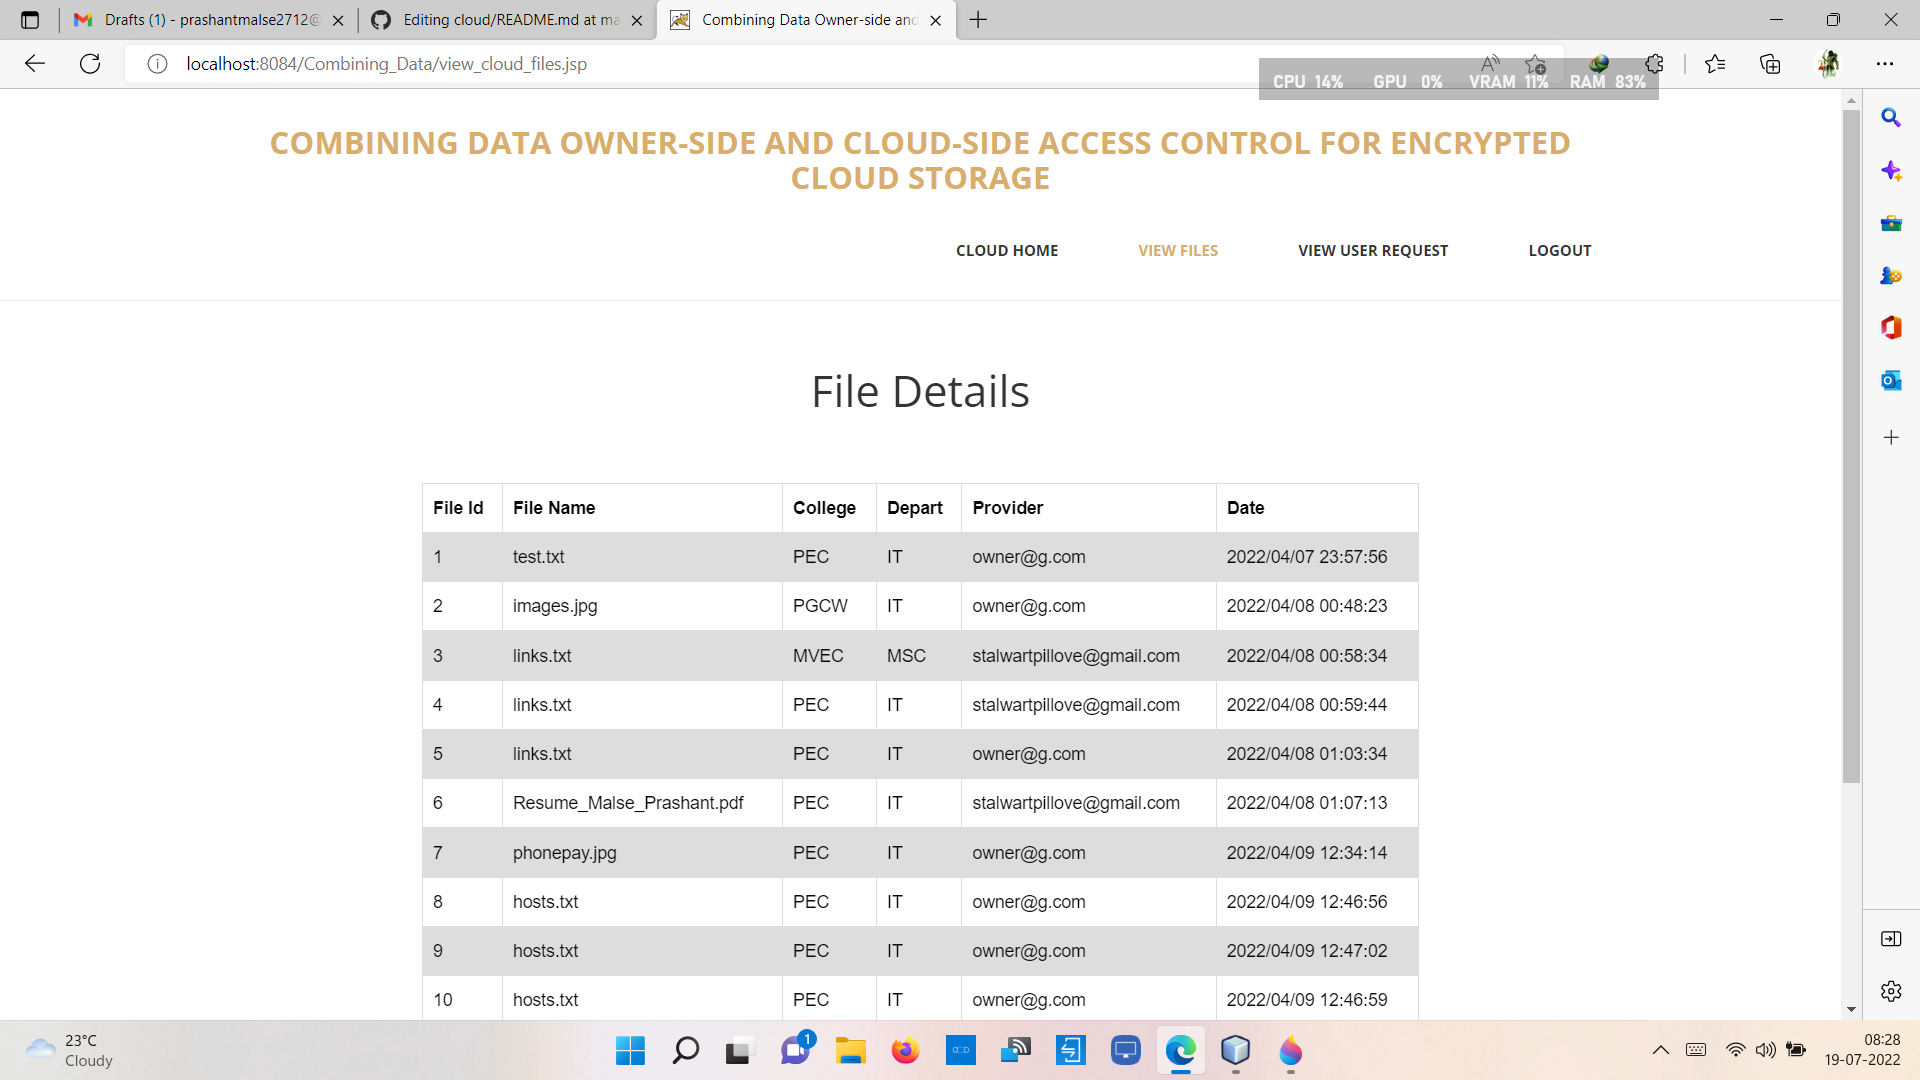 Drafts (1) - prashantmalse2712@
Editing cloud/README.md at ma
Combining Data Owner-side and
localhost:8084/Combining_Data/view_cloud_files.jsp
CPU 14% GPU 0% VRAM 11% RAM 83%
COMBINING DATA OWNER-SIDE AND CLOUD-SIDE ACCESS CONTROL FOR ENCRYPTED
CLOUD STORAGE
CLOUD HOME VIEW FILES VIEW USER REQUEST LOGOUT
File Details
File Id File Name College Depart Provider Date
1 test.txt PEC IT owner@g.com 2022/04/07 23:57:56
2 images.jpg PGCW IT owner@g.com 2022/04/08 00:48:23
3 links.txt MVEC MSC stalwartpillove@gmail.com 2022/04/08 00:58:34
4 links.txt PEC IT stalwartpillove@gmail.com 2022/04/08 00:59:44
5 links.txt PEC IT owner@g.com 2022/04/08 01:03:34
6 Resume_Malse_Prashant.pdf PEC IT stalwartpillove@gmail.com 2022/04/08 01:07:13
7 phonepay.jpg PEC IT owner@g.com 2022/04/09 12:34:14
8 hosts.txt PEC IT owner@g.com 2022/04/09 12:46:56
9 hosts.txt PEC IT owner@g.com 2022/04/09 12:47:02
10 hosts.txt PEC IT owner@g.com 2022/04/09 12:46:59
23°C
Cloudy
1
08:28
19-07-2022